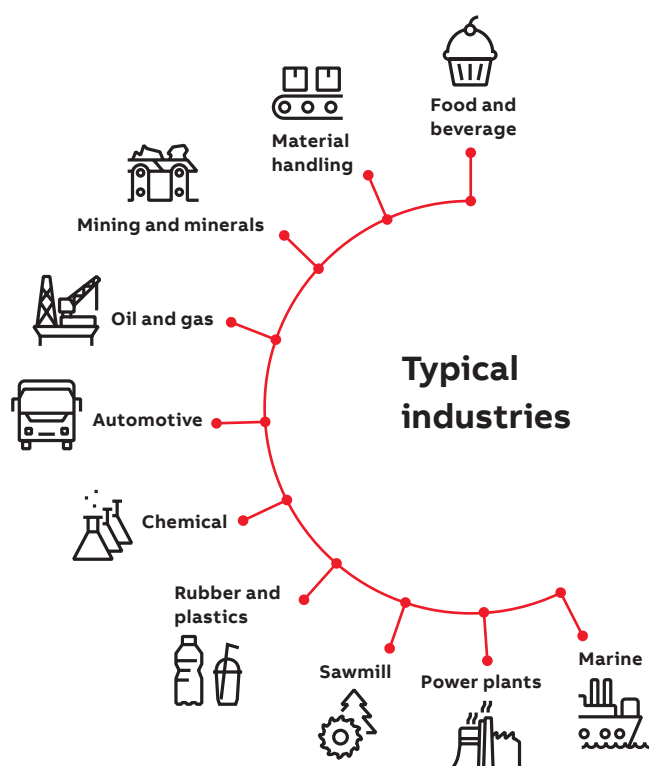 Food and
beverage
Material
handling
Mining and minerals
Oil and gas
Typical
industries
Automotive
Chemical
Rubber and
plastics
Sawmill
Power plants
Marine